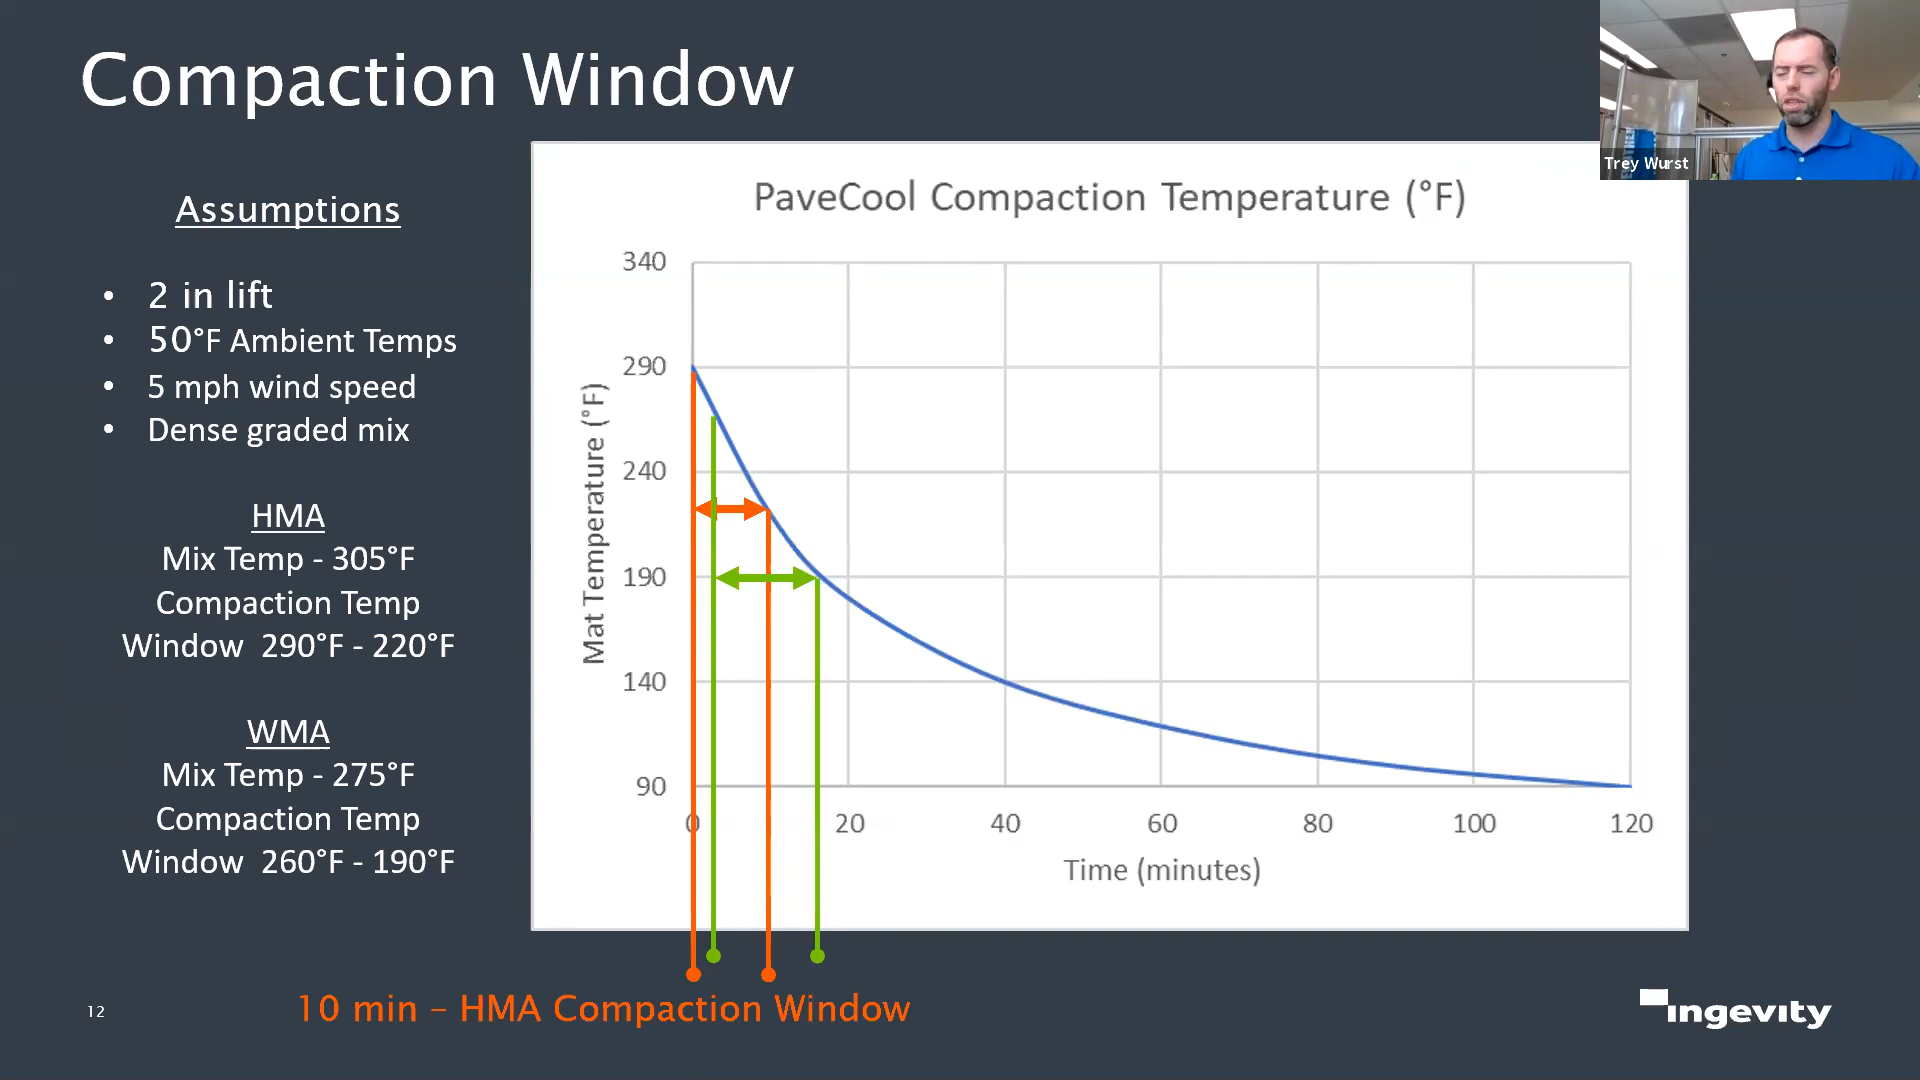 Compaction Window
Trey Wurst
Assumptions
• 2 in lift
• 50°F Ambient Temps
• 5 mph wind speed
• Dense graded mix
HMA
Mix Temp - 305°F
Compaction Temp
Window 290°F - 220°F
WMA
Mix Temp - 275°F
Compaction Temp
Window 260°F - 190°F
PaveCool Compaction Temperature (°F)
Mat Temperature (°F)
340
290
240
190
140
90
0 20 40 60 80 100 120
Time (minutes)
12
10 min – HMA Compaction Window
ingevity